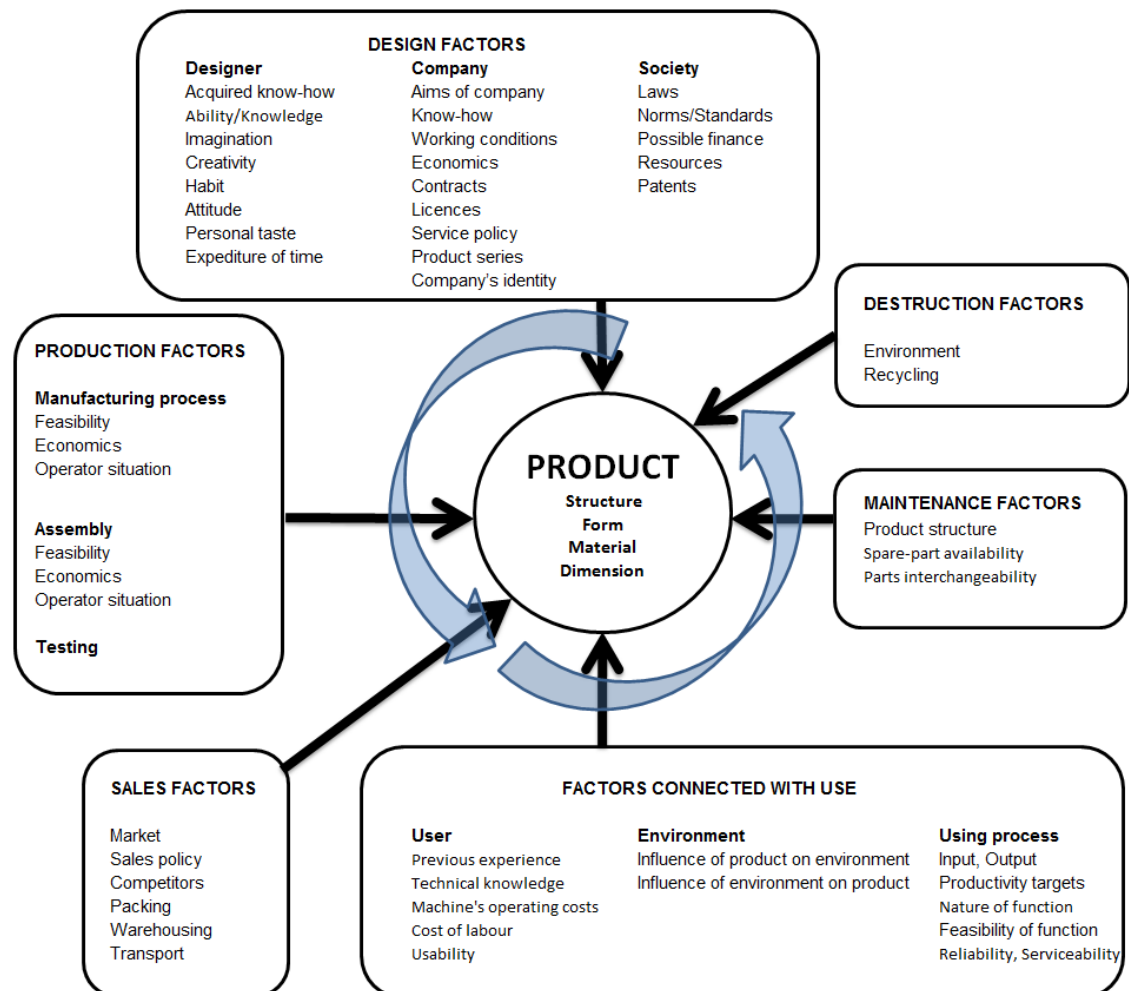 DESIGN FACTORS
Designer
Acquired know-how
Ability/Knowledge
Imagination
Creativity
Habit
Attitude
Personal taste
Expediture of time
Company
Aims of company
Know-how
Working conditions
Economics
Contracts
Licences
Service policy
Product series
Company's identity
Society
Laws
Norms/Standards
Possible finance
Resources
Patents
PRODUCTION FACTORS
Manufacturing process
Feasibility
Economics
Operator situation
Assembly
Feasibility
Economics
Operator situation
Testing
PRODUCT
Structure
Form
Material
Dimension
DESTRUCTION FACTORS
Environment
Recycling
MAINTENANCE FACTORS
Product structure
Spare-part availability
Parts interchangeability
SALES FACTORS
Market
Sales policy
Competitors
Packing
Warehousing
Transport
FACTORS CONNECTED WITH USE
User
Previous experience
Technical knowledge
Machine's operating costs
Cost of labour
Usability
Environment
Influence of product on environment
Influence of environment on product
Using process
Input, Output
Productivity targets
Nature of function
Feasibility of function
Reliability, Serviceability